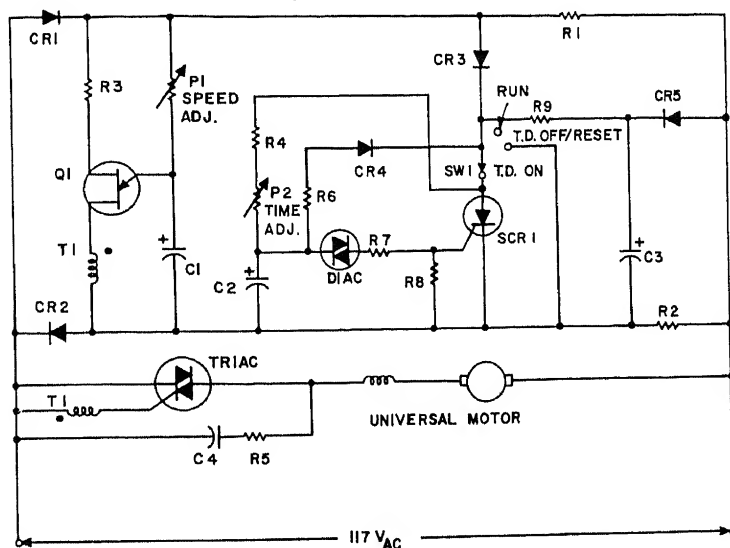 CR1
R3
P1
SPEED
ADJ.
CR3
R1
RUN
R9
CR5
T.D. OFF/RESET
R4
CR4
SW1
T.D. ON
Q1
P2
TIME
ADJ.
R6
T1
+
C1
+
C2
DIAC
R7
R8
SCR1
+
C3
CR2
R2
TRIAC
T1
UNIVERSAL MOTOR
C4
R5
117 VAC